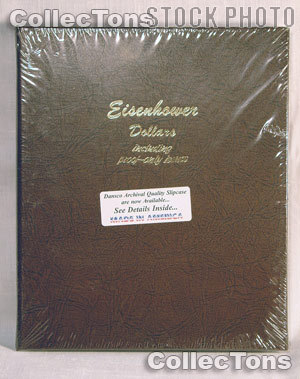 CollecTons STOCK PHOTO
Eisenhower
Dollars
including
proof-only issues
Dansco Archival Quality Slipcase
are now Available...
See Details Inside...
MADE IN AMERICA
CollecTons
CollecTons